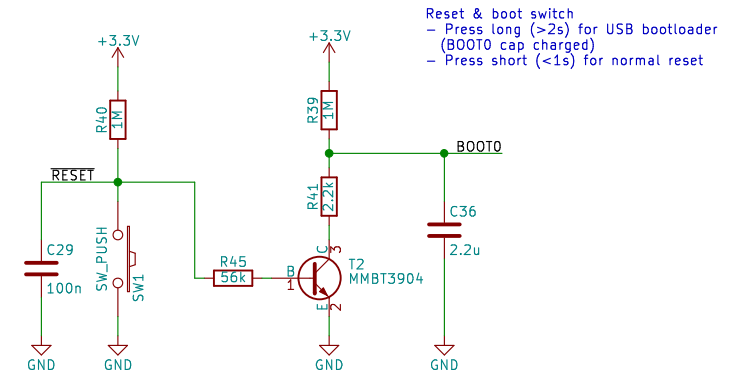 Reset & boot switch
- Press long (>2s) for USB bootloader
(BOOT0 cap charged)
- Press short (<1s) for normal reset
+3.3V
+3.3V
R40
1M
R39
1M
BOOT0
RESET
R41
2.2k
C36
2.2u
C29
100n
SW_PUSH
SW1
R45
56k
B
1
C
3
T2
MMBT3904
E
2
GND
GND
GND
GND